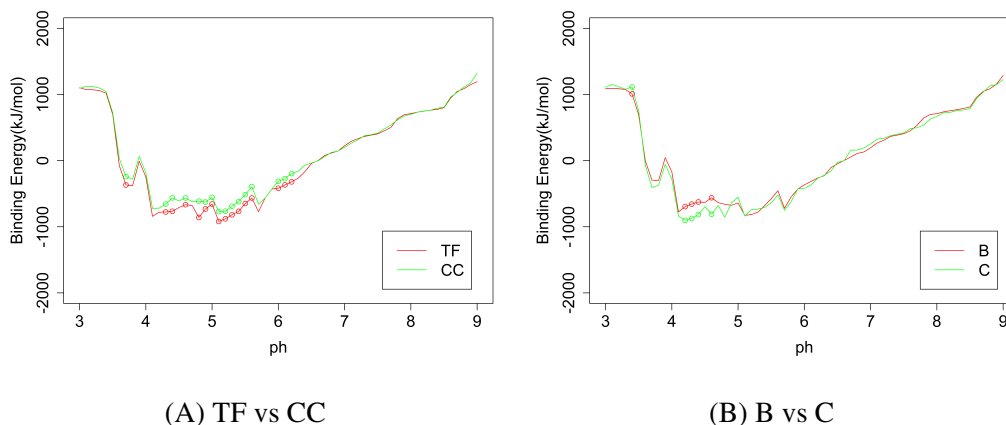 2000
1000
0
-1000
-2000
Binding Energy(kJ/mol)
3 4 5 6 7 8 9
ph
TF
CC
(A) TF vs CC
2000
1000
0
-1000
-2000
Binding Energy(kJ/mol)
3 4 5 6 7 8 9
ph
B
C
(B) B vs C